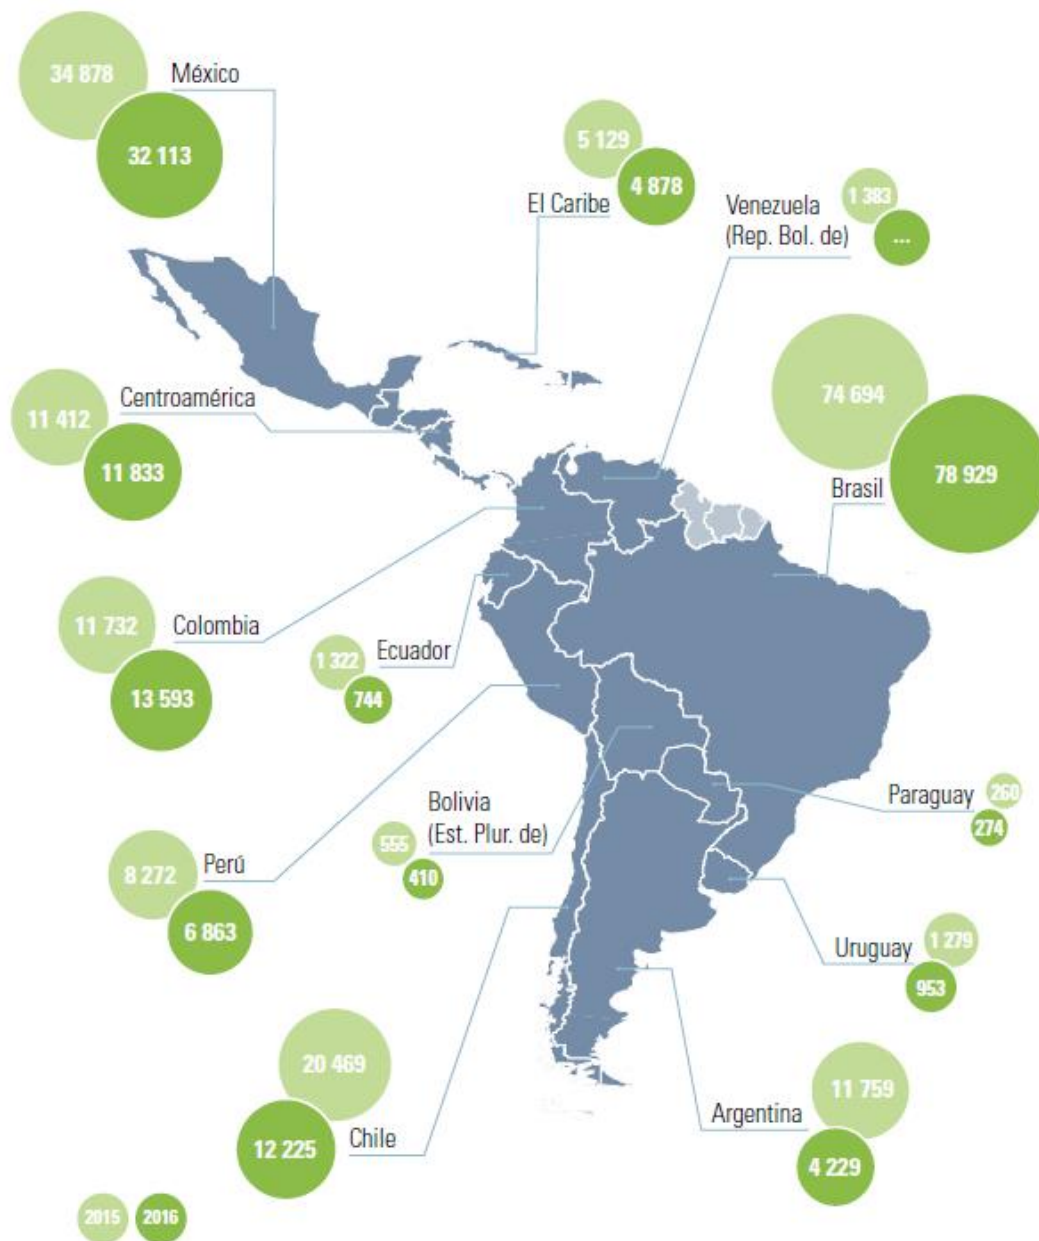 34 878
México
32 113
5 129
4 878
El Caribe
Venezuela
(Rep. Bol. de)
1 383
...
Centroamérica
11 412
11 833
74 694
78 929
Brasil
Colombia
11 732
13 593
Ecuador
1 322
744
Paraguay
260
274
Bolivia
(Est. Plur. de)
555
410
Perú
8 272
6 863
Uruguay
1 279
953
20 469
Chile
12 225
11 759
Argentina
4 229
2015
2016